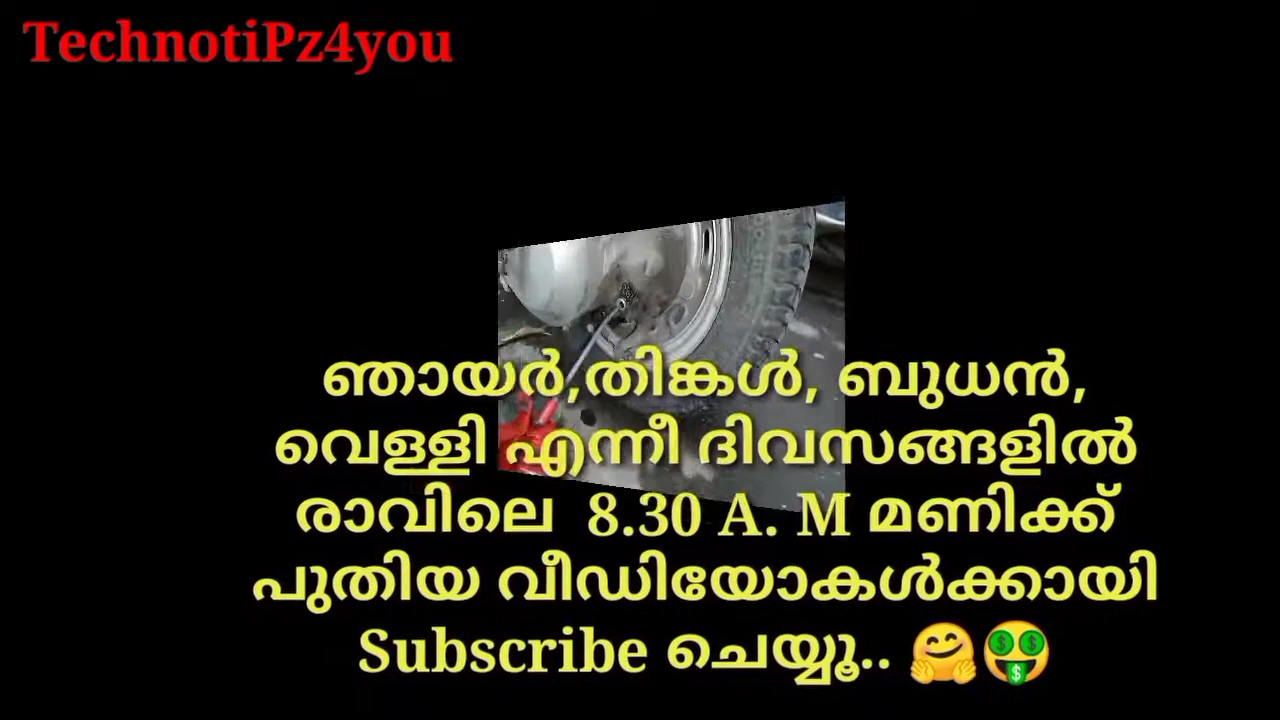 TechnotiPz4you
ഞായർ,തിങ്കൾ, ബുധൻ,
വെള്ളി എന്നീ ദിവസങ്ങളിൽ
രാവിലെ 8.30 A. M മണിക്ക്
പുതിയ വീഡിയോകൾക്കായി
Subscribe ചെയ്യൂ.. 🤗🤑